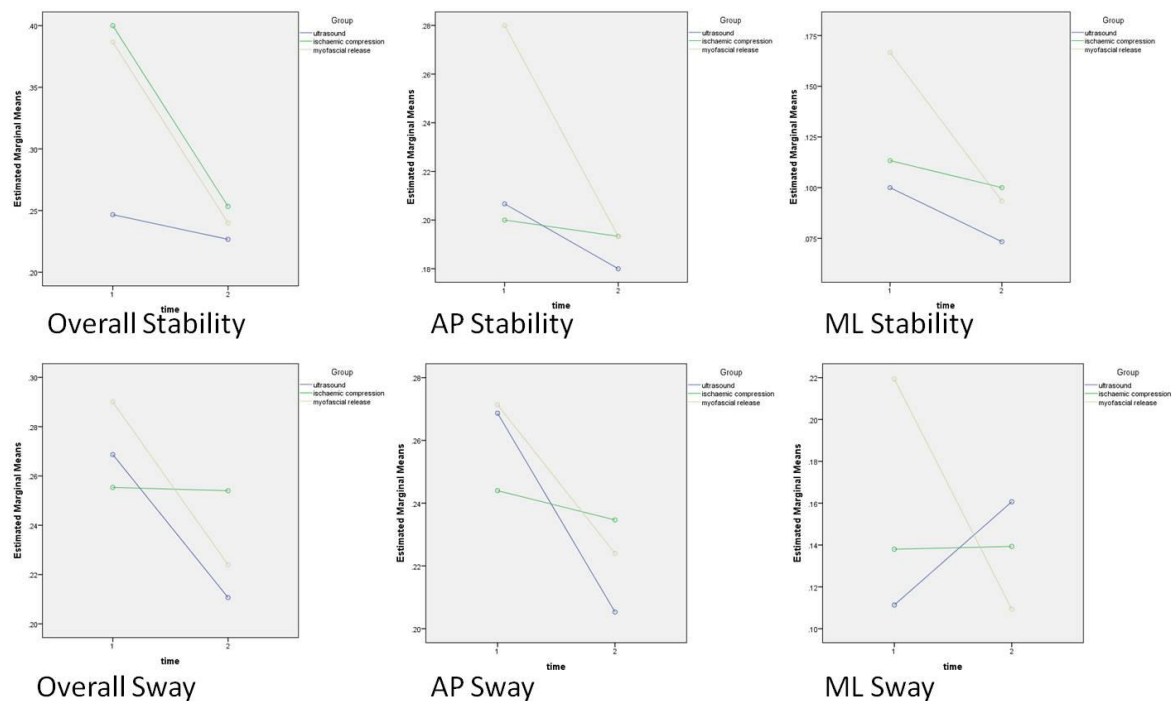 Group
ultrasound
ischaemic compression
myofascial release
Estimated Marginal Means
.40
.35
.30
.25
.20
1
2
time
Overall Stability
Group
ultrasound
ischaemic compression
myofascial release
Estimated Marginal Means
.28
.26
.24
.22
.20
.18
1
2
time
AP Stability
Group
ultrasound
ischaemic compression
myofascial release
Estimated Marginal Means
.175
.150
.125
.100
.075
1
2
time
ML Stability
Group
ultrasound
ischaemic compression
myofascial release
Estimated Marginal Means
.30
.28
.26
.24
.22
.20
1
2
time
Overall Sway
Group
ultrasound
ischaemic compression
myofascial release
Estimated Marginal Means
.28
.26
.24
.22
.20
1
2
time
AP Sway
Group
ultrasound
ischaemic compression
myofascial release
Estimated Marginal Means
.22
.20
.18
.16
.14
.12
.10
1
2
time
ML Sway